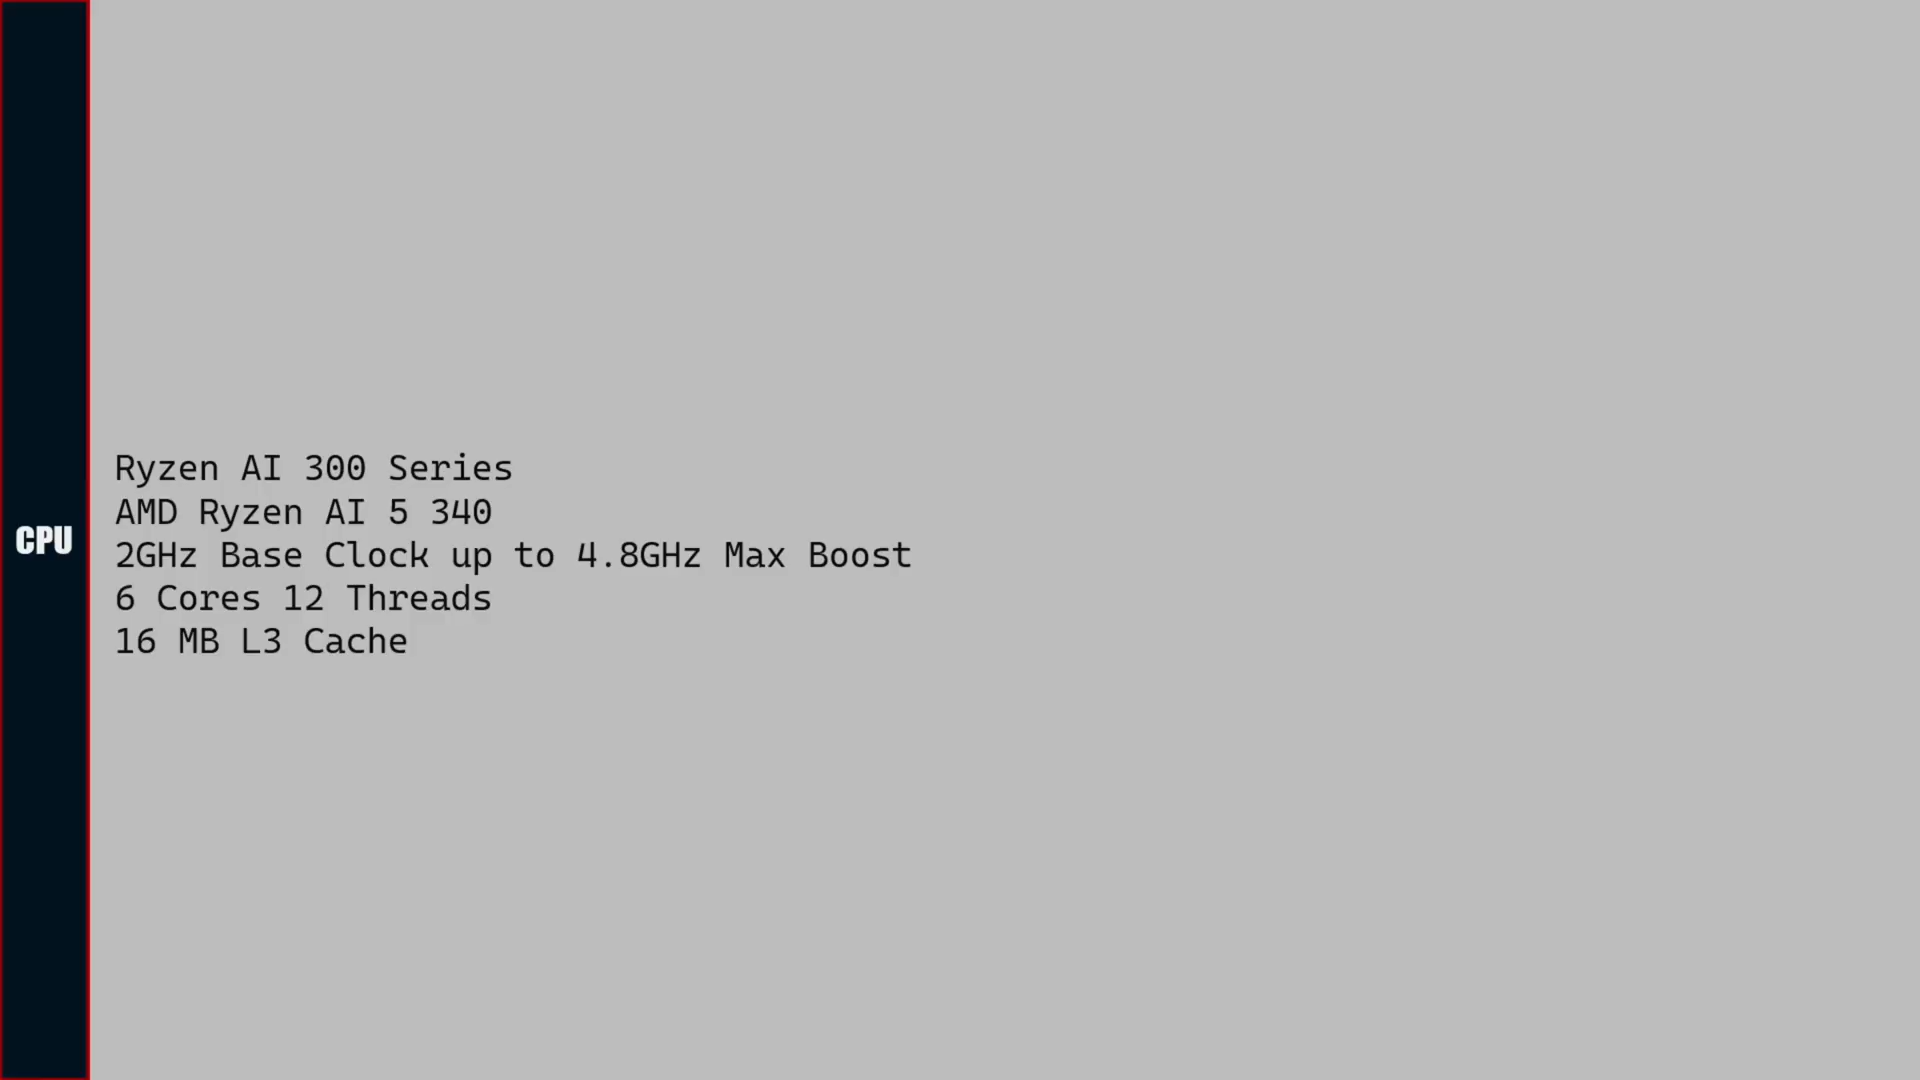 CPU
Ryzen AI 300 Series
AMD Ryzen AI 5 340
2GHz Base Clock up to 4.8GHz Max Boost
6 Cores 12 Threads
16 MB L3 Cache